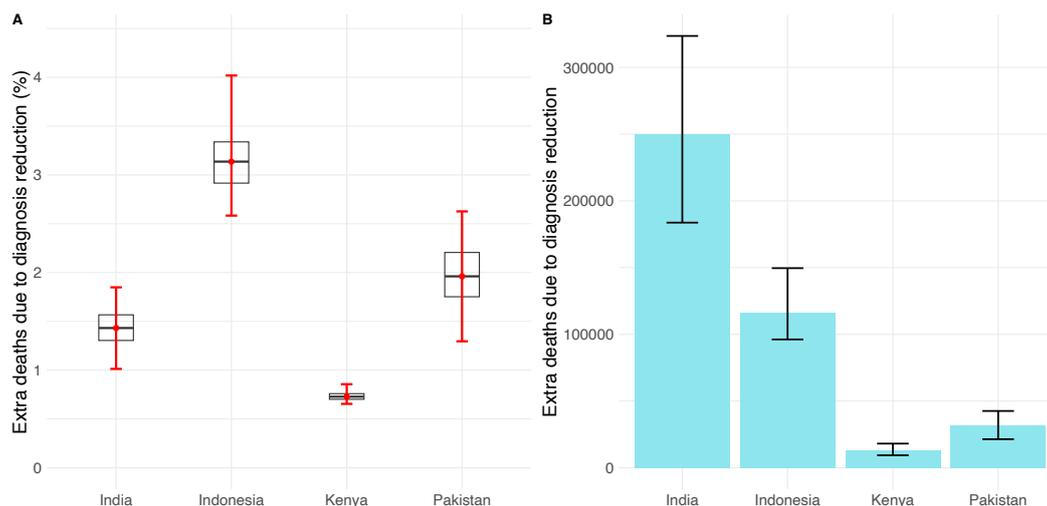 A
Extra deaths due to diagnosis reduction (%)
4
3
2
1
0
India Indonesia Kenya Pakistan
B
Extra deaths due to diagnosis reduction
300000
200000
100000
0
India Indonesia Kenya Pakistan